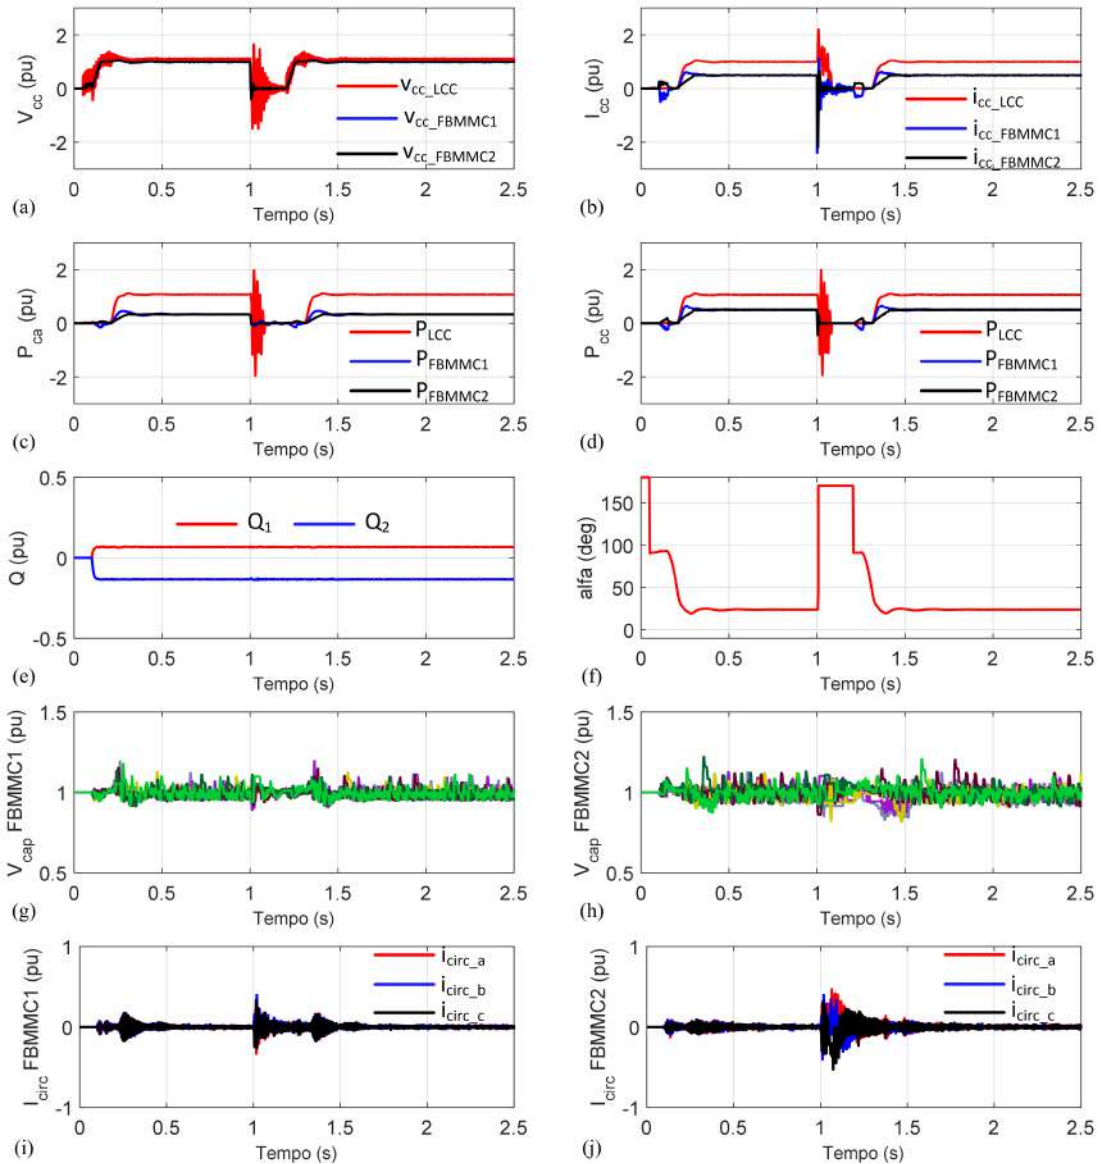 2
0
-2
V_cc (pu)
v_cc_LCC
v_cc_FBMMC1
v_cc_FBMMC2
0 0.5 1 1.5 2 2.5
(a) Tempo (s)
2
0
-2
I_cc (pu)
i_cc_LCC
i_cc_FBMMC1
i_cc_FBMMC2
0 0.5 1 1.5 2 2.5
(b) Tempo (s)
2
0
-2
P_ca (pu)
P_LCC
P_FBMMC1
P_FBMMC2
0 0.5 1 1.5 2 2.5
(c) Tempo (s)
2
0
-2
P_cc (pu)
P_LCC
P_FBMMC1
P_FBMMC2
0 0.5 1 1.5 2 2.5
(d) Tempo (s)
0.5
0
-0.5
Q (pu)
Q_1 Q_2
0 0.5 1 1.5 2 2.5
(e) Tempo (s)
150
100
50
0
alfa (deg)
0 0.5 1 1.5 2 2.5
(f) Tempo (s)
1.5
1
0.5
V_cap FBMMC1 (pu)
0 0.5 1 1.5 2 2.5
(g) Tempo (s)
1.5
1
0.5
V_cap FBMMC2 (pu)
0 0.5 1 1.5 2 2.5
(h) Tempo (s)
1
0
-1
I_circ FBMMC1 (pu)
i_circ_a
i_circ_b
i_circ_c
0 0.5 1 1.5 2 2.5
(i) Tempo (s)
1
0
-1
I_circ FBMMC2 (pu)
i_circ_a
i_circ_b
i_circ_c
0 0.5 1 1.5 2 2.5
(j) Tempo (s)